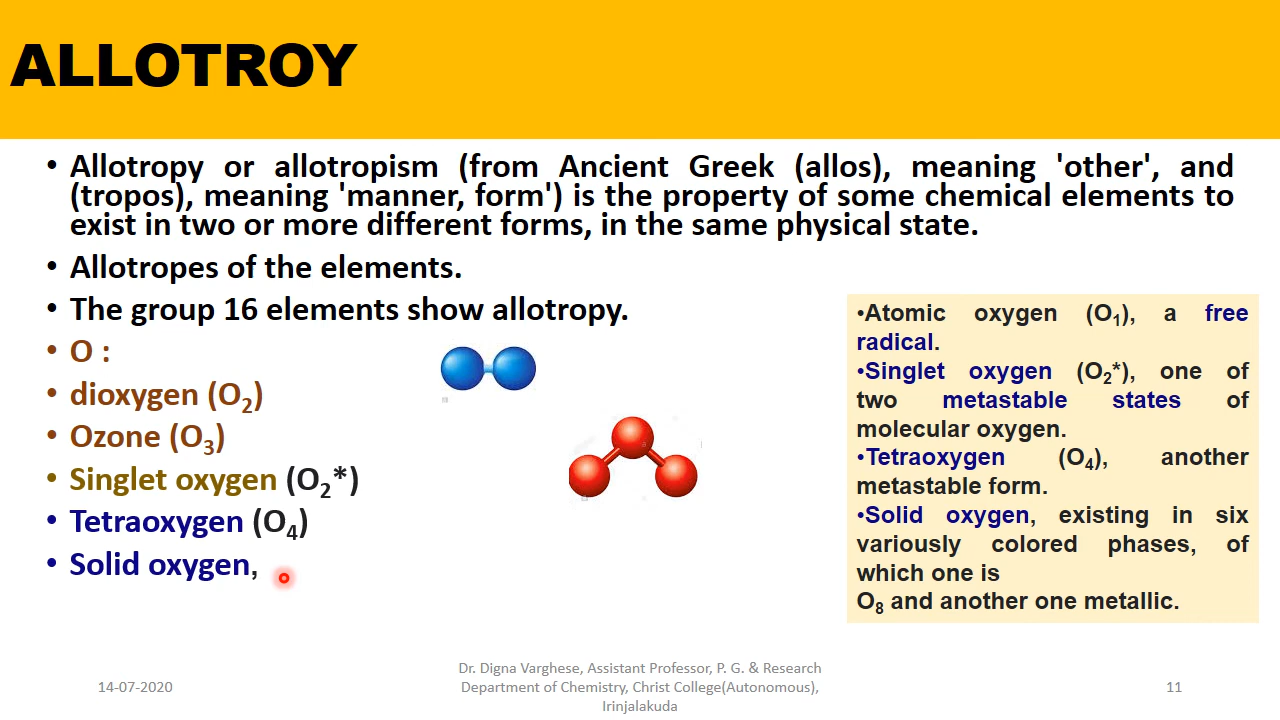 ALLOTROY
• Allotropy or allotropism (from Ancient Greek (allos), meaning 'other', and
(tropos), meaning 'manner, form') is the property of some chemical elements to
exist in two or more different forms, in the same physical state.
• Allotropes of the elements.
• The group 16 elements show allotropy.
• O :
• dioxygen (O₂)
• Ozone (O₃)
• Singlet oxygen (O₂*)
• Tetraoxygen (O₄)
• Solid oxygen,
•Atomic oxygen (O₁), a free
radical.
•Singlet oxygen (O₂*), one of
two metastable states of
molecular oxygen.
•Tetraoxygen (O₄), another
metastable form.
•Solid oxygen, existing in six
variously colored phases, of
which one is
O₈ and another one metallic.
14-07-2020
Dr. Digna Varghese, Assistant Professor, P. G. & Research
Department of Chemistry, Christ College(Autonomous),
Irinjalakuda
11